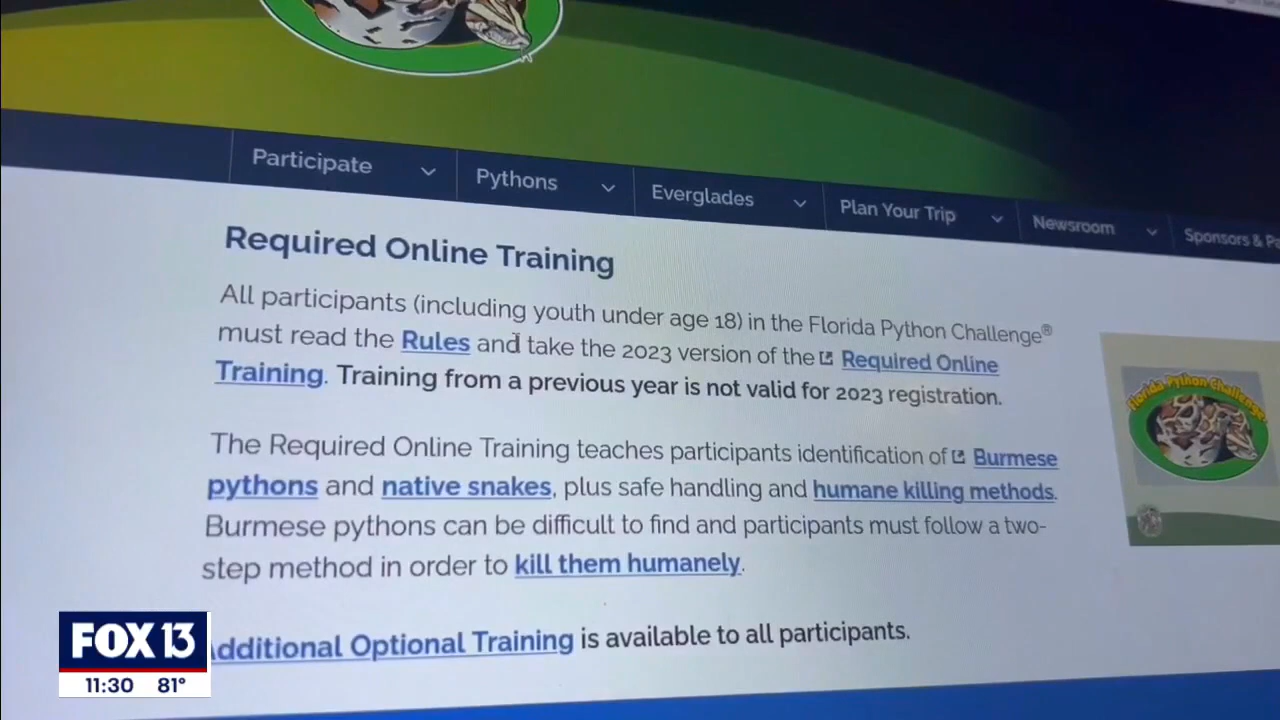 Participate
Pythons
Everglades
Plan Your Trip
Newsroom
Sponsors &
Required Online Training
All participants (including youth under age 18) in the Florida Python Challenge®
must read the Rules and take the 2023 version of the Required Online
Training. Training from a previous year is not valid for 2023 registration.
Florida Python Challenge
The Required Online Training teaches participants identification of Burmese
pythons and native snakes, plus safe handling and humane killing methods.
Burmese pythons can be difficult to find and participants must follow a two-
step method in order to kill them humanely.
dditional Optional Training is available to all participants.
FOX 13
11:30 81°